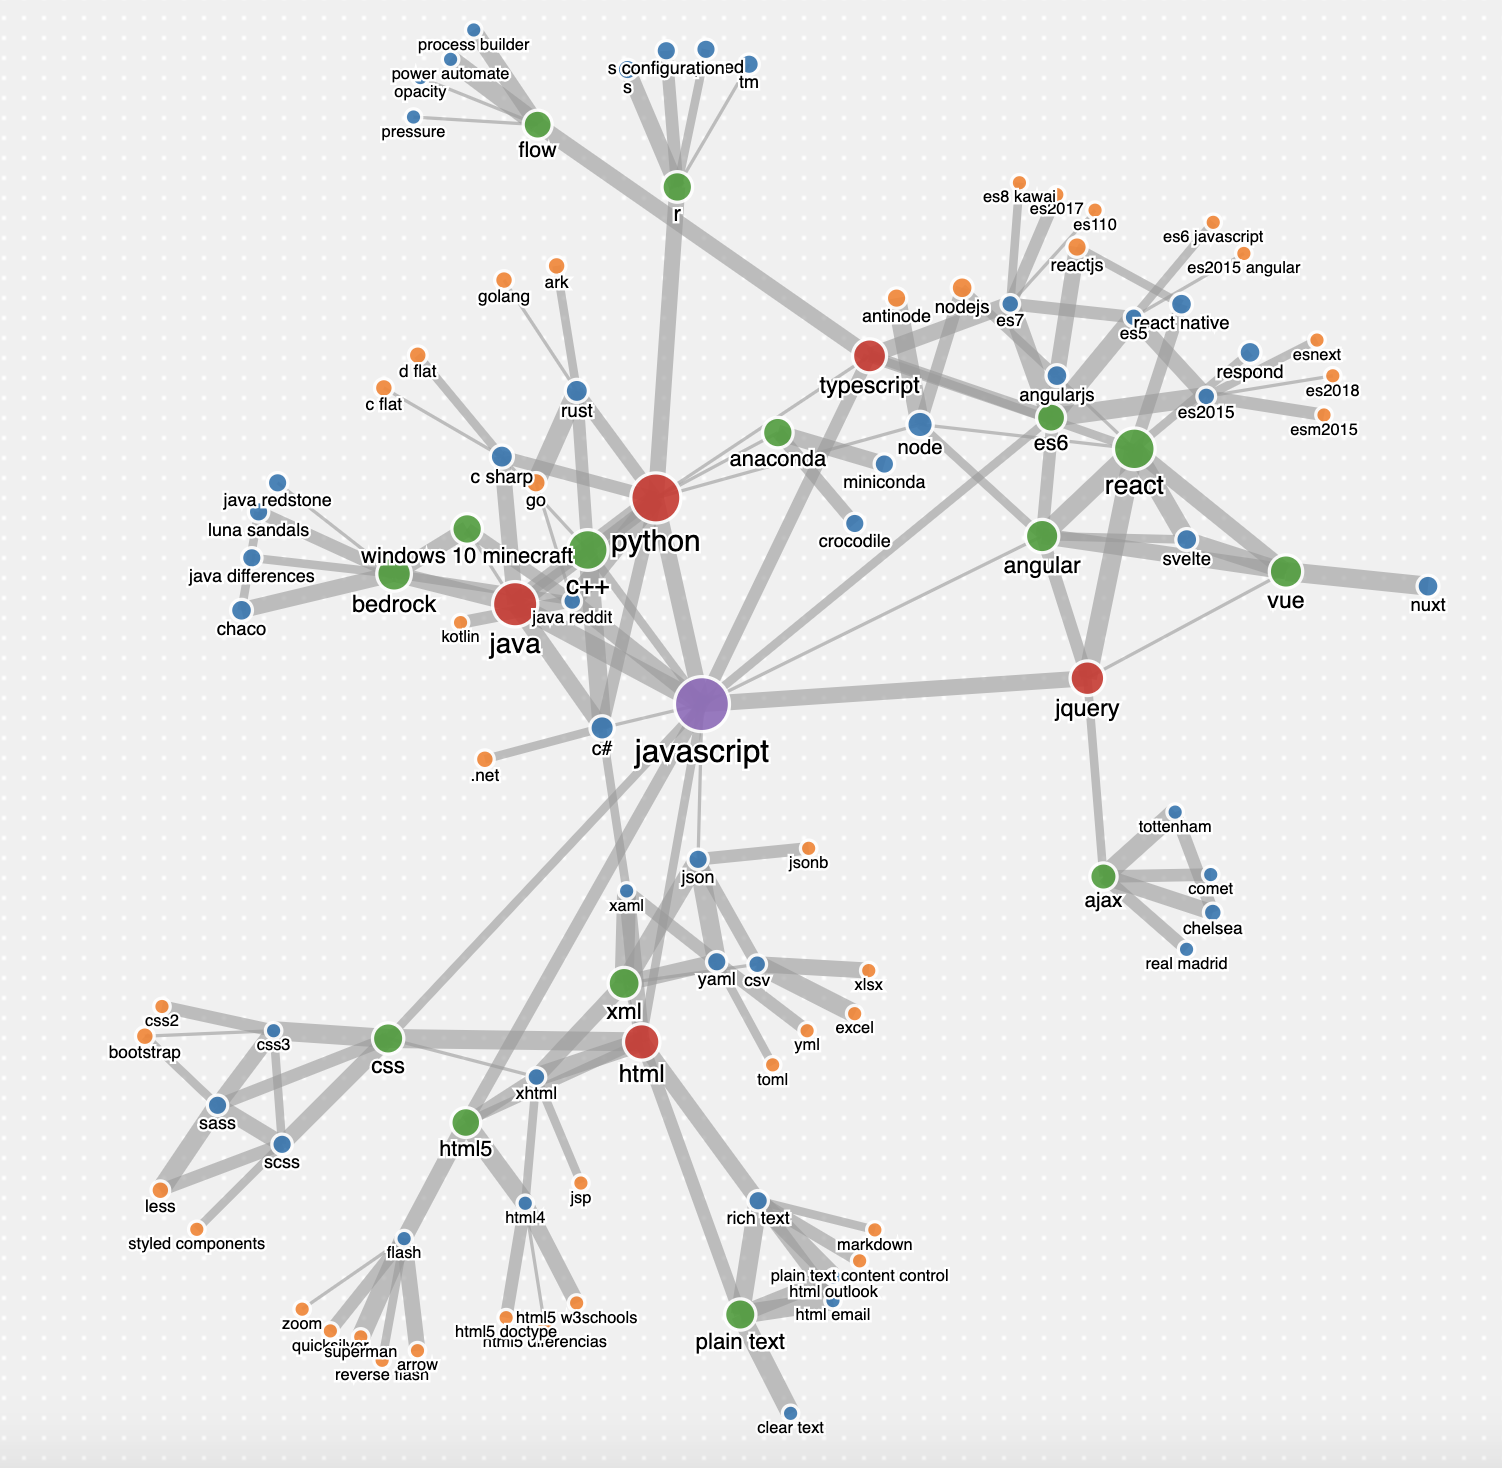 process builder
power automate
opacity
pressure
flow
s configurationed
s
tm
r
es8 kawai
es2017
es110
reactjs
es6 javascript
es2015 angular
golang
ark
antinode
nodejs
es7
es5
react native
d flat
c flat
rust
typescript
angularjs
respond
esnext
es2018
es2015
esm2015
node
es6
react
anaconda
miniconda
crocodile
c sharp
go
python
java redstone
luna sandals
windows 10 minecraft
java differences
bedrock
c++
chaco
java reddit
kotlin
java
angular
svelte
vue
nuxt
jquery
c#
javascript
.net
tottenham
comet
ajax
chelsea
real madrid
json
jsonb
xaml
yaml
csv
xlsx
xml
excel
yml
toml
css2
bootstrap
css3
css
html
xhtml
sass
scss
html5
less
styled components
jsp
html4
flash
rich text
markdown
plain text content control
html outlook
html email
plain text
zoom
quicksilver
superman
arrow
reverse flash
html5 w3schools
html5 doctype
html5 diferencias
clear text